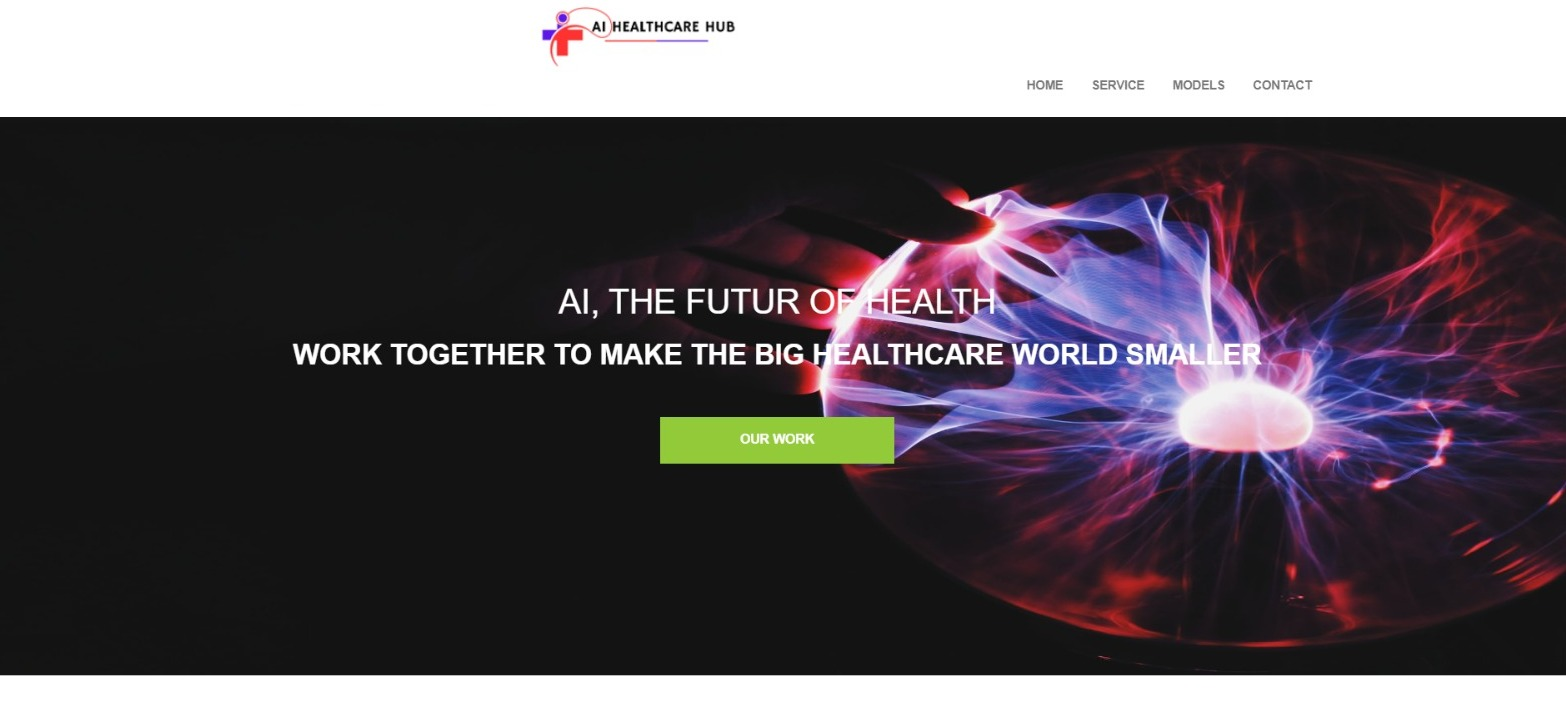 AI HEALTHCARE HUB
HOME SERVICE MODELS CONTACT
AI, THE FUTUR OF HEALTH
WORK TOGETHER TO MAKE THE BIG HEALTHCARE WORLD SMALLER
OUR WORK